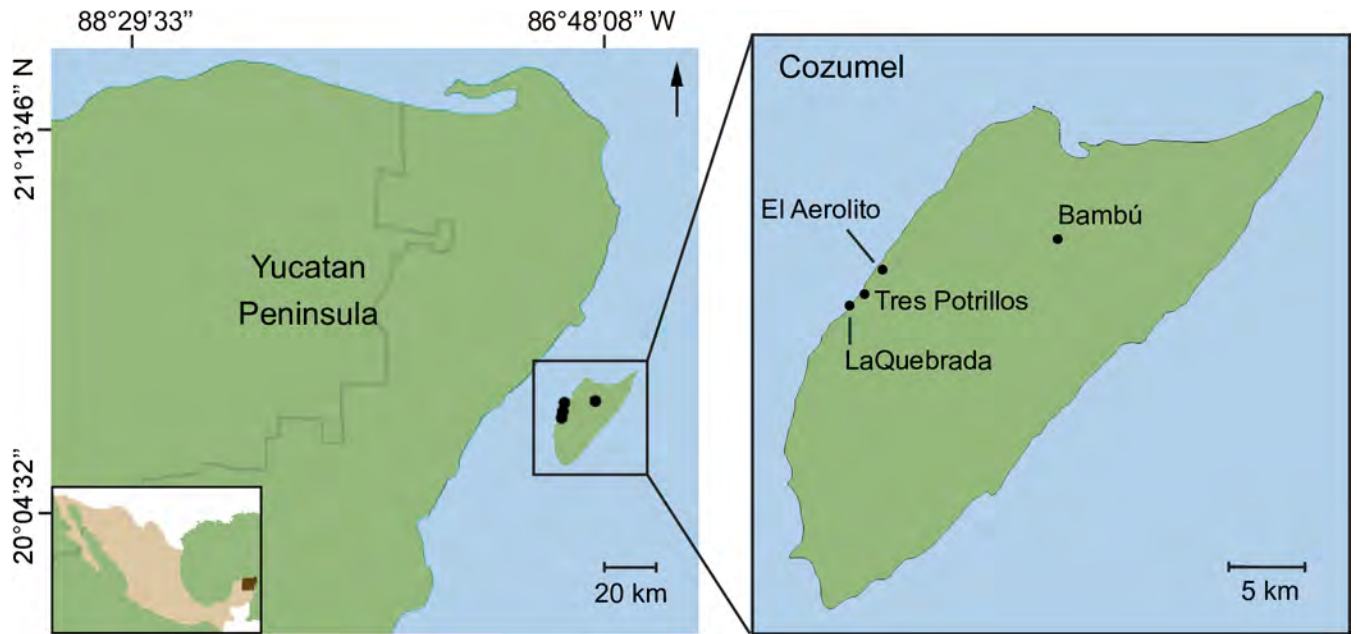 88°29'33” 86°48'08” W
21°13'46” N
20°04'32”
Yucatan
Peninsula
20 km
Cozumel
El Aerolito
Bambú
Tres Potrillos
LaQuebrada
5 km